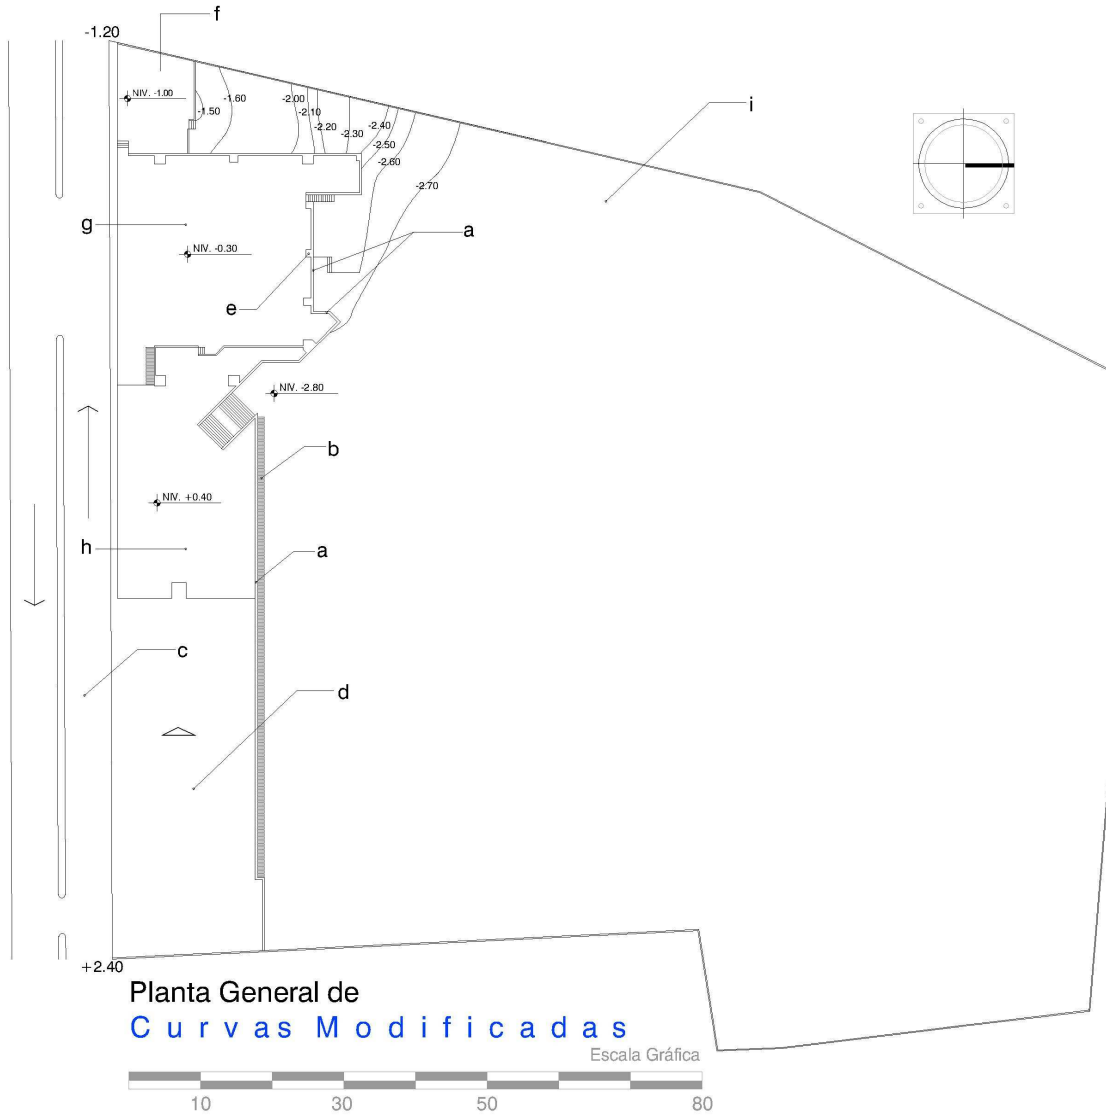 f
-1.20
NIV. -1.00
-1.50
-1.60
-2.00
-2.10
-2.20
-2.30
-2.40
-2.50
-2.60
-2.70
i
g
NIV. -0.30
a
e
NIV. -2.80
b
NIV. +0.40
h
a
c
d
+2.40
Planta General de
Curvas Modificadas
Escala Gráfica
10 30 50 80